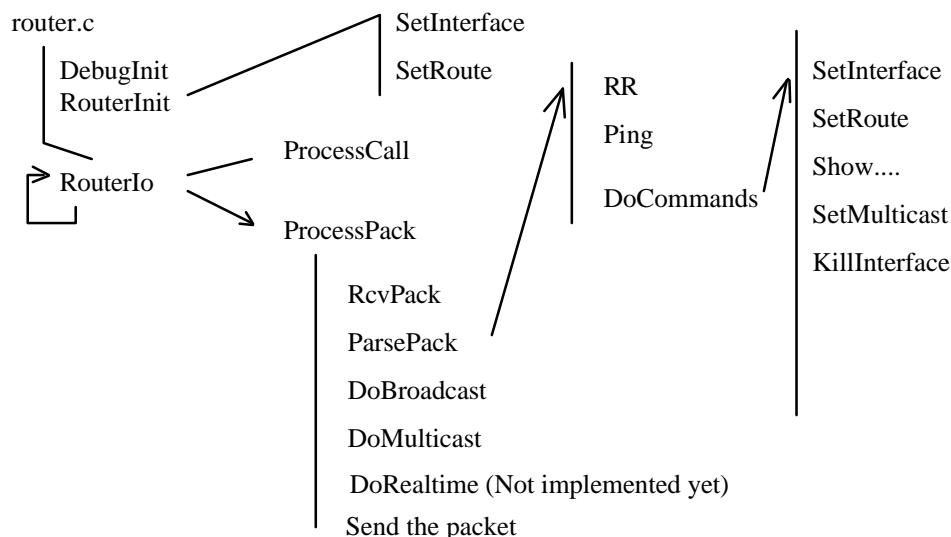 router.c
DebugInit
RouterInit
RouterIo
SetInterface
SetRoute
ProcessCall
ProcessPack
RcvPack
ParsePack
DoBroadcast
DoMulticast
DoRealtime (Not implemented yet)
Send the packet
RR
Ping
DoCommands
SetInterface
SetRoute
Show....
SetMulticast
KillInterface